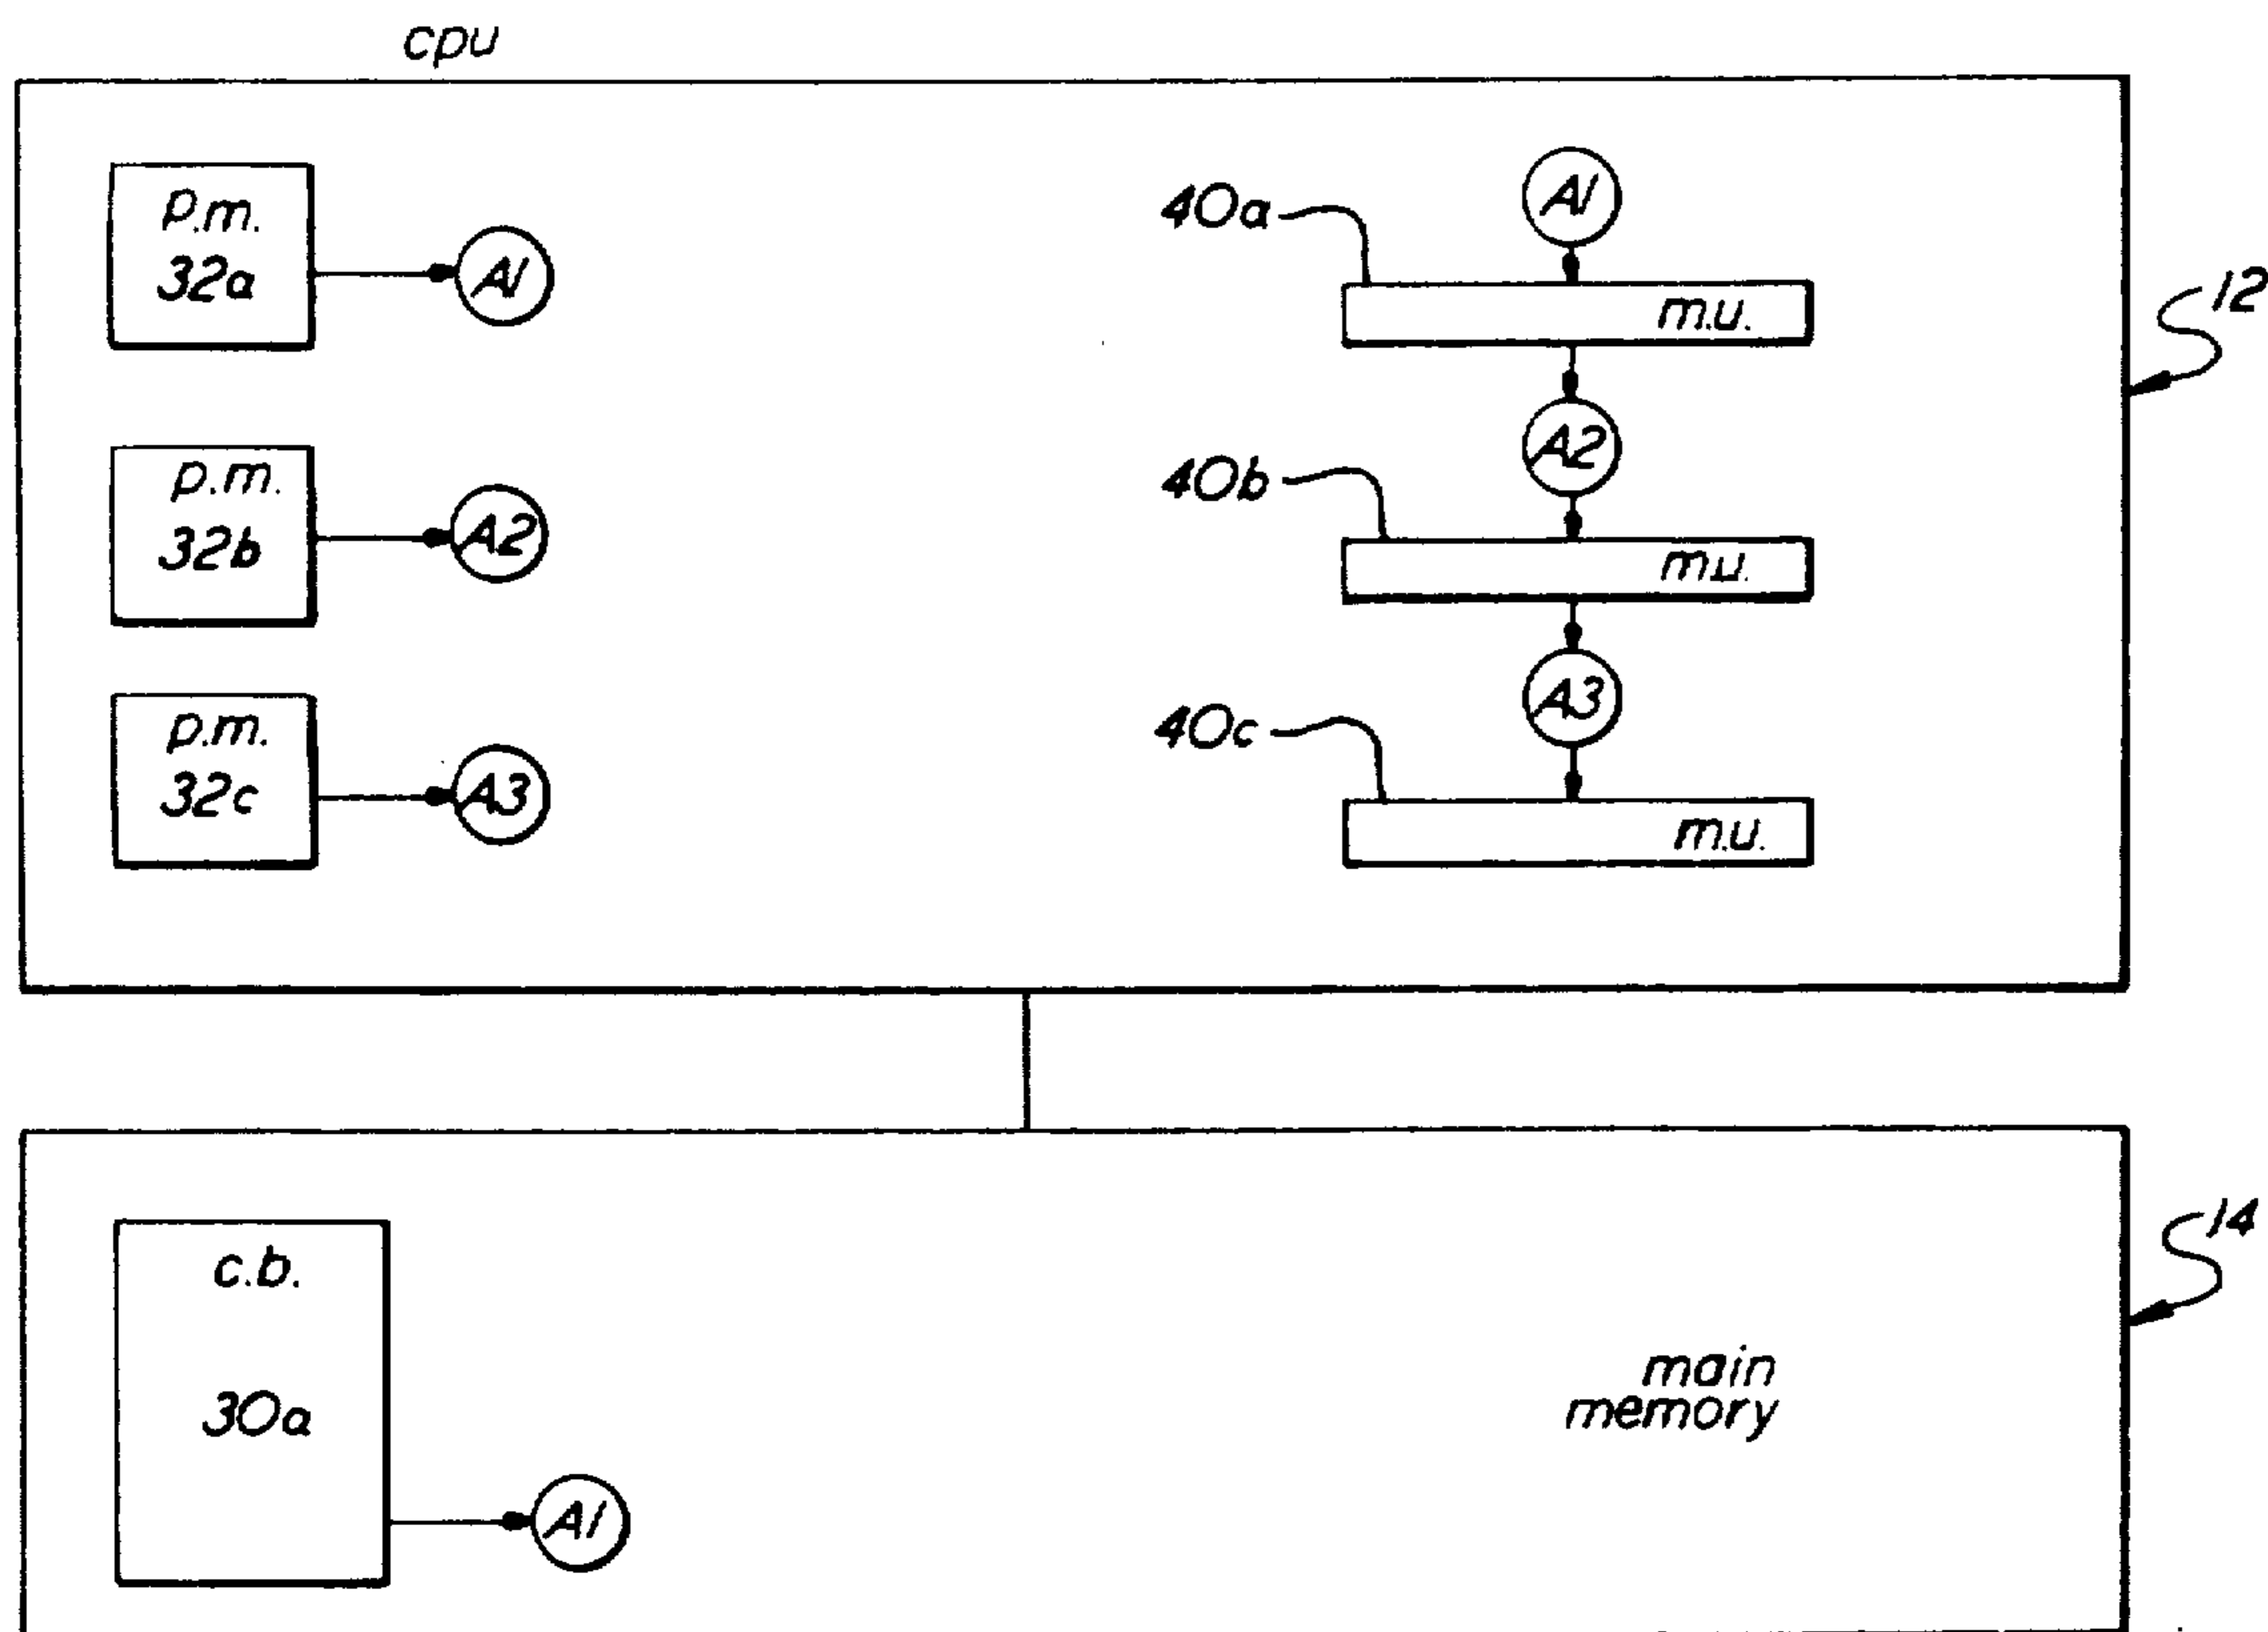 cpu
p.m.
32a
A1
p.m.
32b
A2
p.m.
32c
A3
A1
40a
m.u.
A2
40b
m.u.
A3
40c
m.u.
12
c.b.
30a
A1
main
memory
14